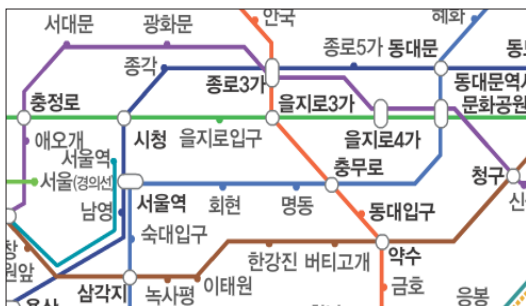 안국
혜화
서대문
광화문
종로5가
동대문
종각
종로3가
동대문역사
문화공원
충정로
을지로3가
시청
을지로입구
을지로4가
애오개
서울역
충무로
청구
서울(경의선)
남영
서울역
회현
명동
동대입구
숙대입구
약수
원앞
한강진
버티고개
삼각지
녹사평
이태원
금호
응봉